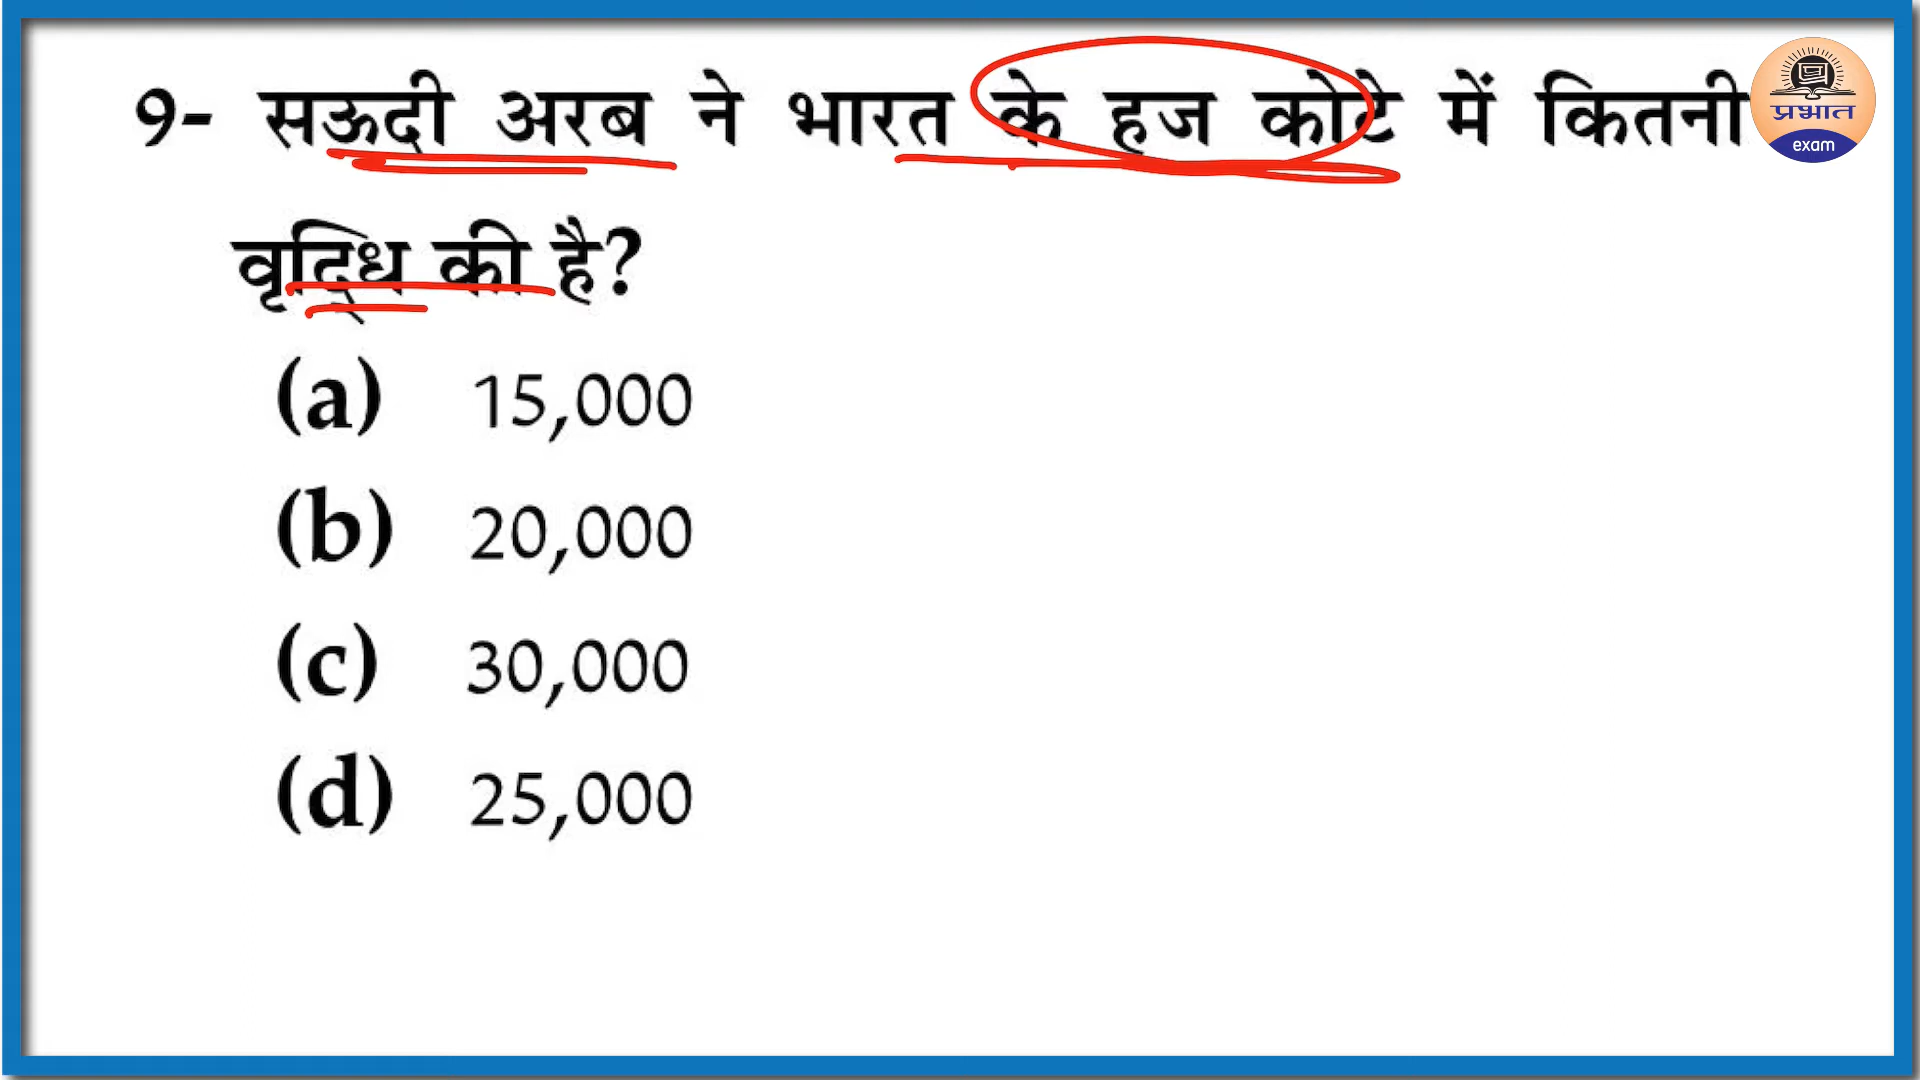 9- सऊदी अरब ने भारत के हज कोटे में कितनी
वृद्धि की है?
(a) 15,000
(b) 20,000
(c) 30,000
(d) 25,000
प्रभात
exam